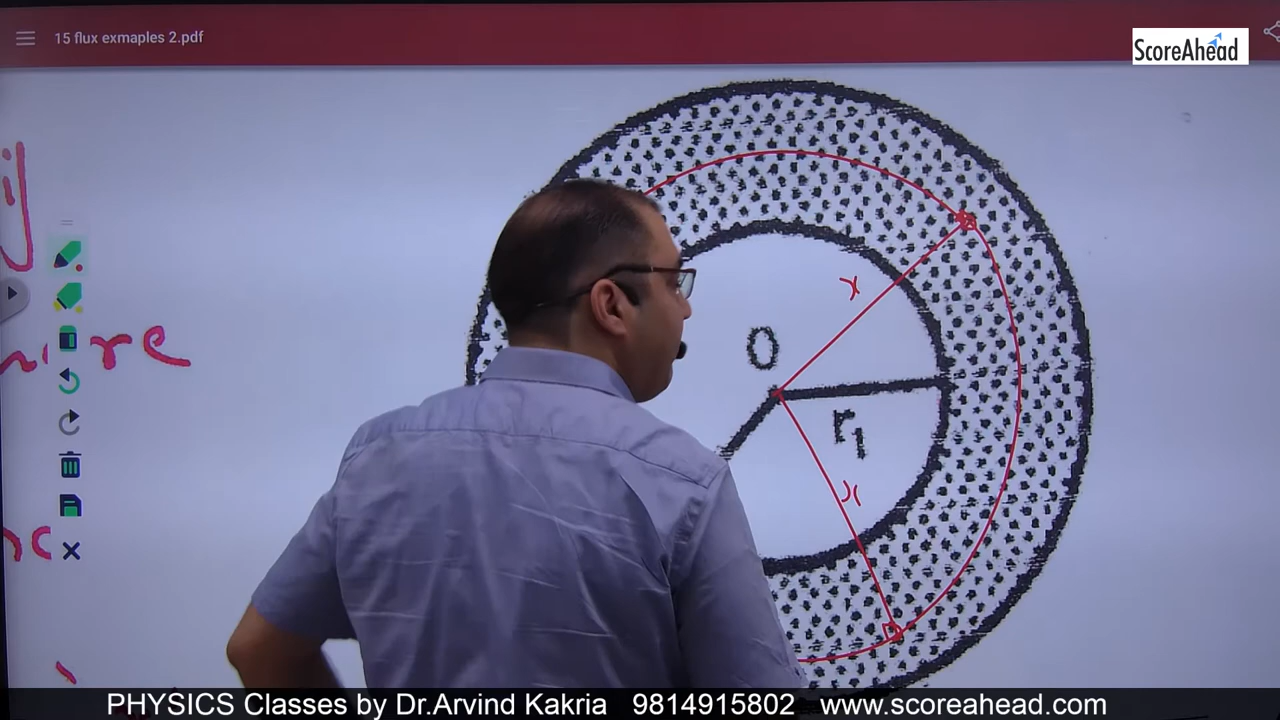 15 flux exmaples 2.pdf
ScoreAhead
re
x
O
r1
x
PHYSICS Classes by Dr.Arvind Kakria 9814915802 www.scoreahead.com